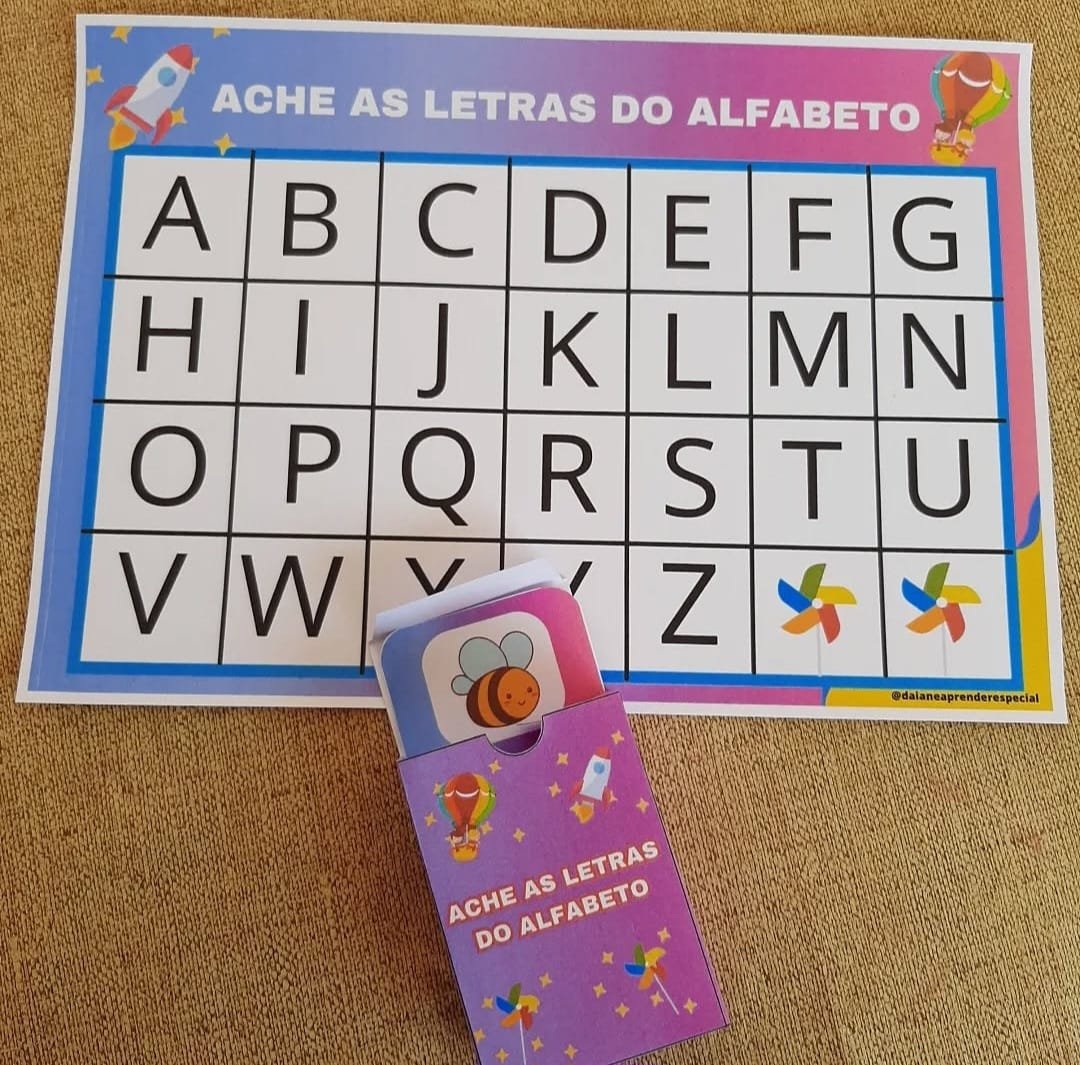 ACHE AS LETRAS DO ALFABETO
A B C D E F G
H I J K L M N
O P Q R S T U
V W X Y Z
@daianeaprenderespecial
ACHE AS LETRAS
DO ALFABETO